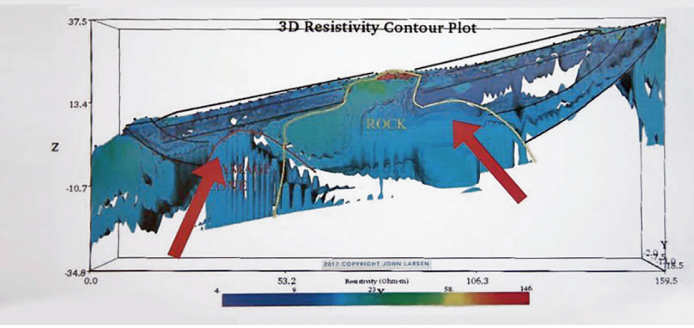 3D Resistivity Contour Plot
37.5
13.4
Z
-10.7
-34.8
ROCK
2017 COPYRIGHT JOHN LARSEN
Y
0.0
53.2
106.3
159.5
Resistivity (Ohm-m)
X
4
9
23
58
146